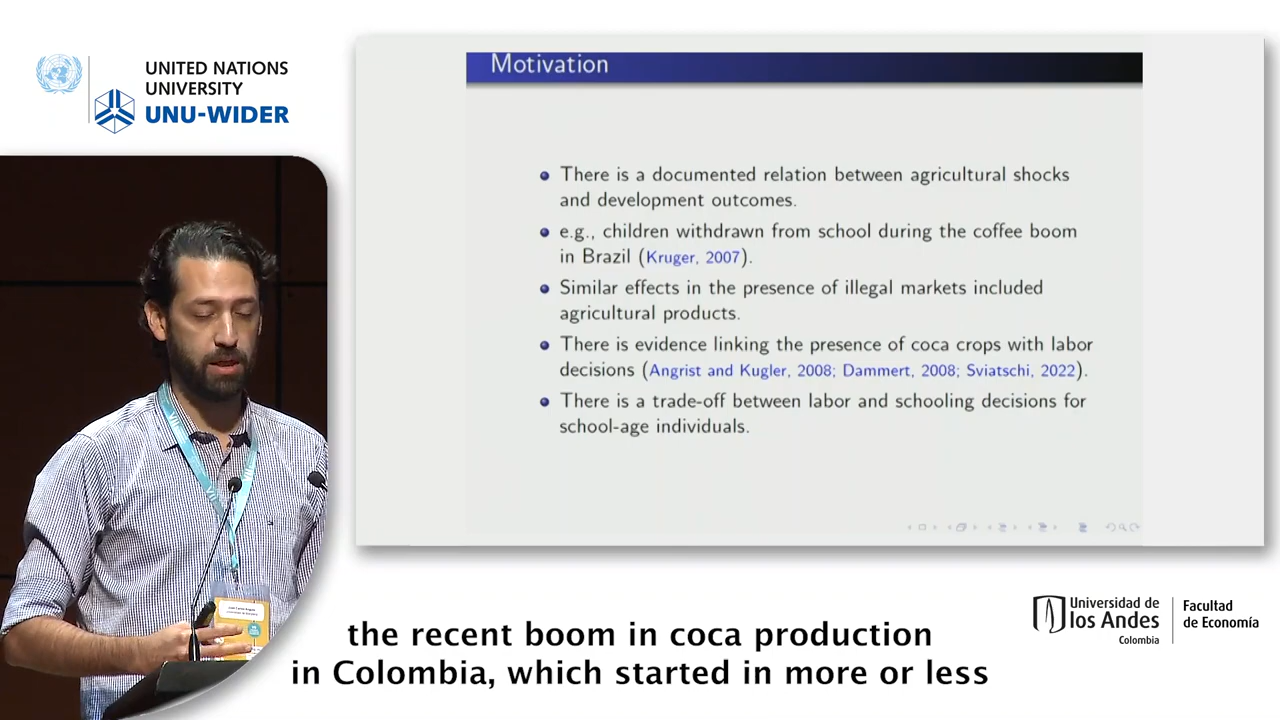 UNITED NATIONS
UNIVERSITY
UNU-WIDER
Motivation
There is a documented relation between agricultural shocks
and development outcomes.
e.g., children withdrawn from school during the coffee boom
in Brazil (Kruger, 2007).
Similar effects in the presence of illegal markets included
agricultural products.
There is evidence linking the presence of coca crops with labor
decisions (Angrist and Kugler, 2008; Dammert, 2008; Sviatschi, 2022).
There is a trade-off between labor and schooling decisions for
school-age individuals.
Universidad de
los Andes
Colombia
Facultad
de Economía
the recent boom in coca production
in Colombia, which started in more or less